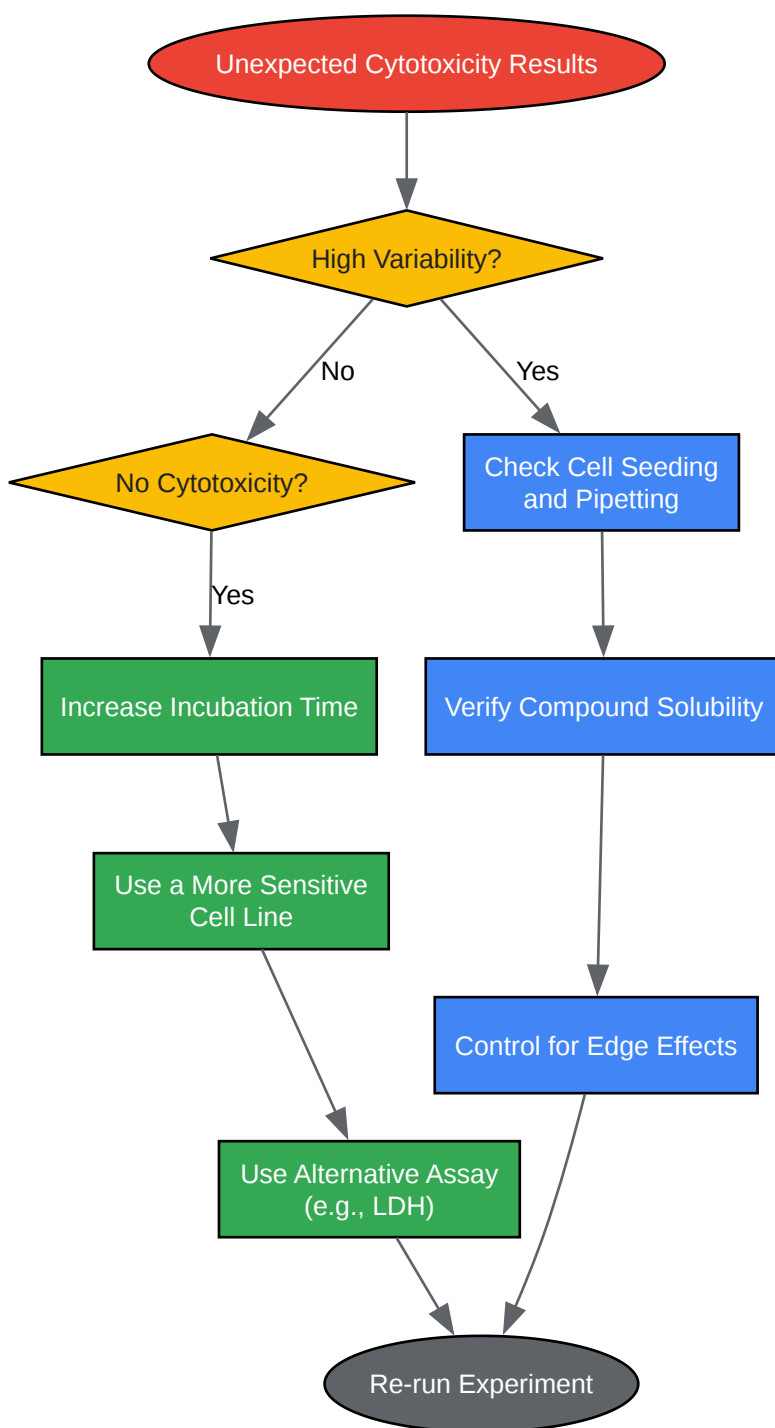 Unexpected Cytotoxicity Results
High Variability?
No
Yes
No Cytotoxicity?
Check Cell Seeding
and Pipetting
Yes
Increase Incubation Time
Verify Compound Solubility
Use a More Sensitive
Cell Line
Control for Edge Effects
Use Alternative Assay
(e.g., LDH)
Re-run Experiment